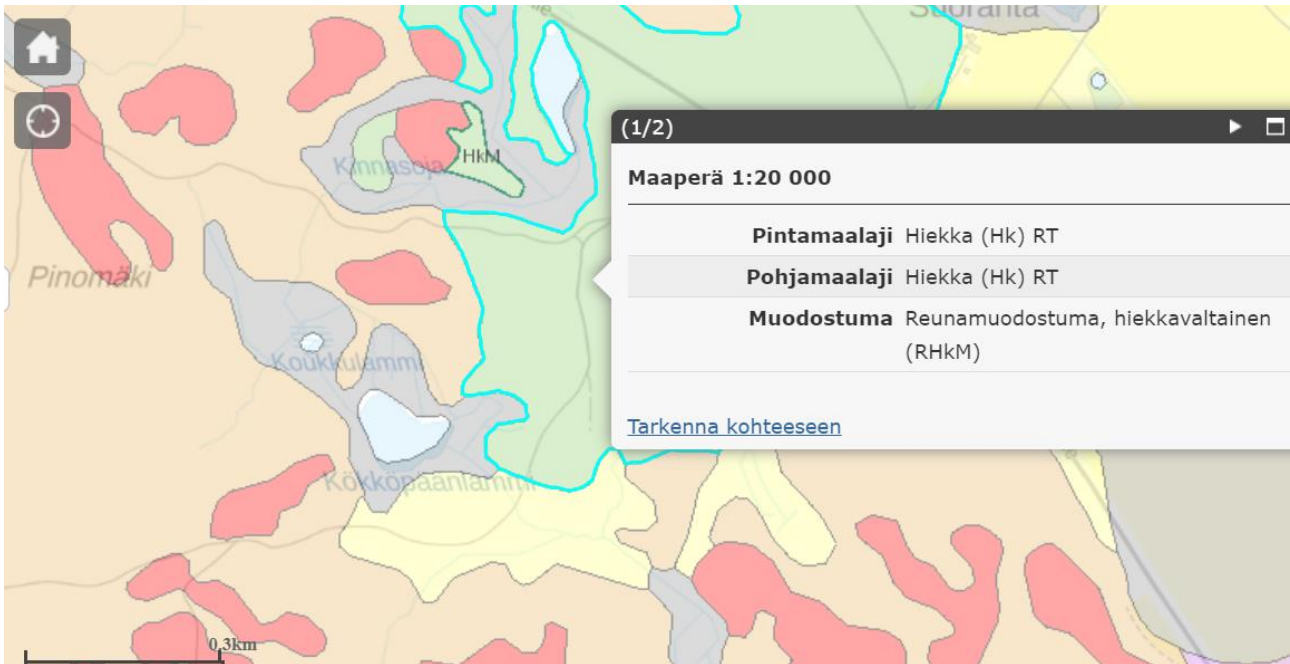 Suoranta
(1/2)
Maaperä 1:20 000
Kinnasoja
HkM
Pintamaalaji Hiekka (Hk) RT
Pinomäki
Pohjamaalaji Hiekka (Hk) RT
Muodostuma Reunamuodostuma, hiekkavaltainen
(RHkM)
Koukkulammi
Tarkenna kohteeseen
Kökköpäänlammi
0,3km